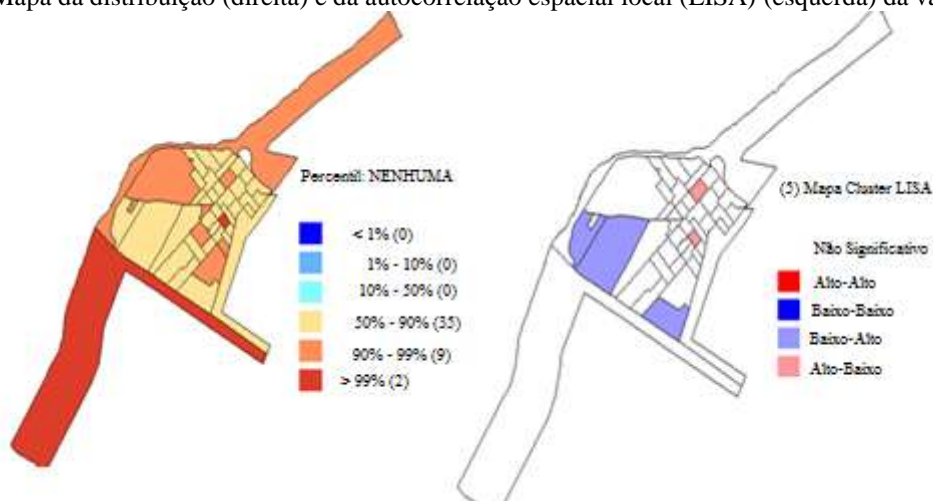 Mapa da distribuição (direita) e da autocorrelação espacial local (LISA) (esquerda) da
Percentil: NENHUMA
< 1% (0)
1% - 10% (0)
10% - 50% (0)
50% - 90% (35)
90% - 99% (9)
> 99% (2)
(5) Mapa Cluster LISA
Não Significativo
Alto-Alto
Baixo-Baixo
Baixo-Alto
Alto-Baixo